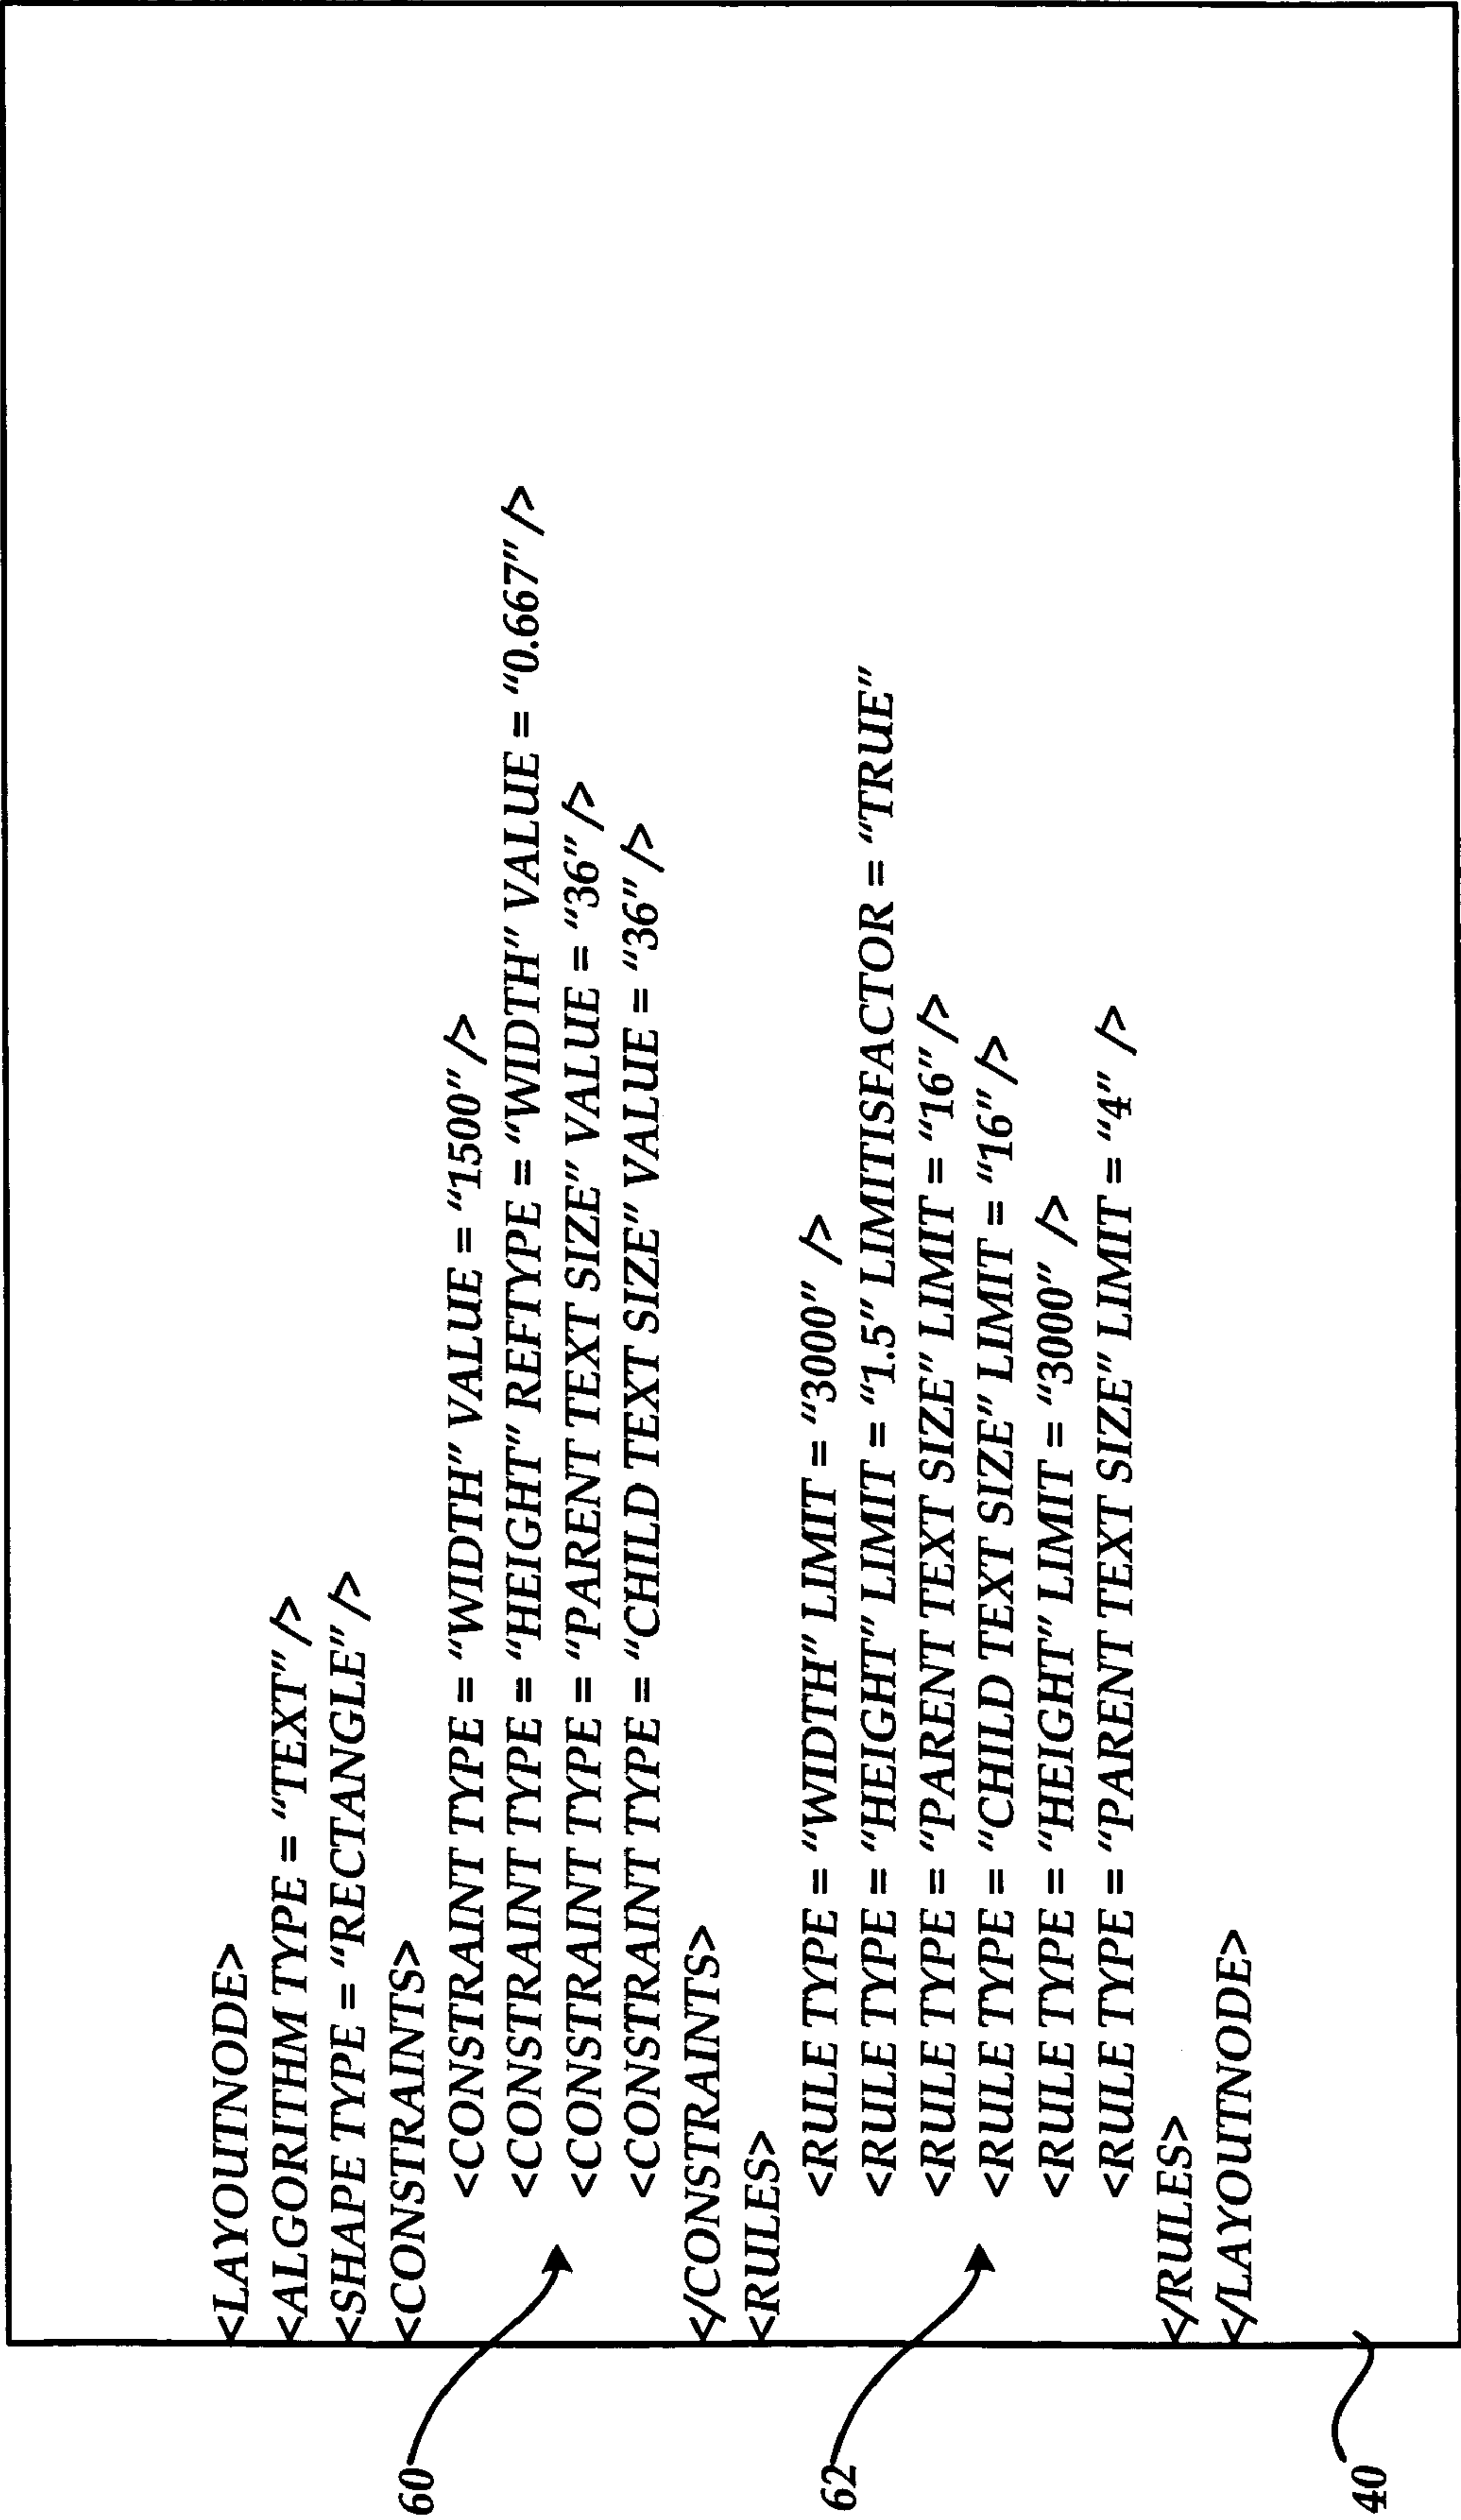 <LAYOUTNODE>
<ALGORITHM TYPE = “TEXT” />
<SHAPE TYPE = “RECTANGLE” />
<CONSTRAINTS>
<CONSTRAINT TYPE = “WIDTH” VALUE = “1500” />
<CONSTRAINT TYPE = “HEIGHT” REFTYPE = “WIDTH” VALUE = “0.667” />
60
<CONSTRAINT TYPE = “PARENT TEXT SIZE” VALUE = “36” />
<CONSTRAINT TYPE = “CHILD TEXT SIZE” VALUE = “36” />
</CONSTRAINTS>
<RULES>
<RULE TYPE = “WIDTH” LIMIT = “3000” />
<RULE TYPE = “HEIGHT” LIMIT = “1.5” LIMITISFACTOR = “TRUE”
62
<RULE TYPE = “PARENT TEXT SIZE” LIMIT = “16” />
<RULE TYPE = “CHILD TEXT SIZE” LIMIT = “16” />
<RULE TYPE = “HEIGHT” LIMIT = “3000” />
<RULE TYPE = “PARENT TEXT SIZE” LIMIT = “4” />
</RULES>
</LAYOUTNODE>
40